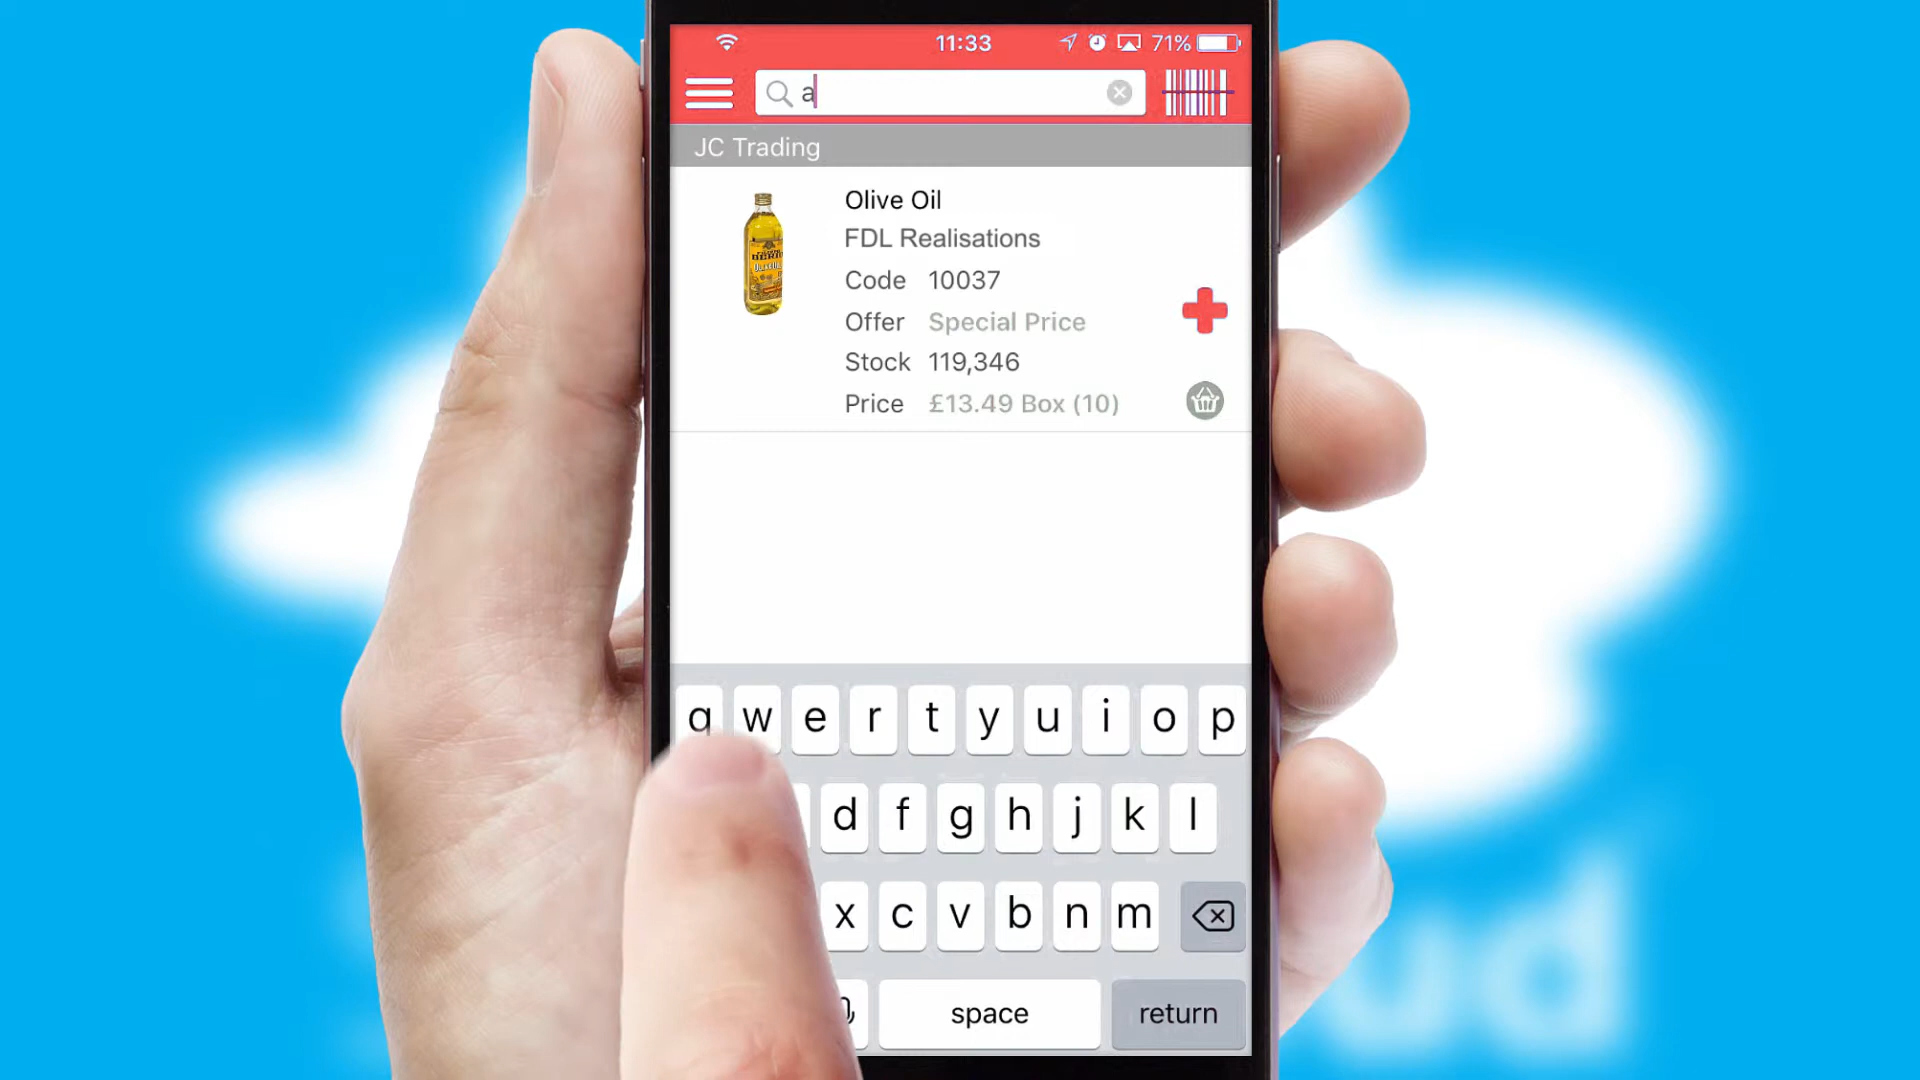 11:33
71%
a
JC Trading
Olive Oil
FDL Realisations
Code 10037
Offer Special Price
Stock 119,346
Price £13.49 Box (10)
q w e r t y u i o p
d f g h j k l
x c v b n m
space
return
ud